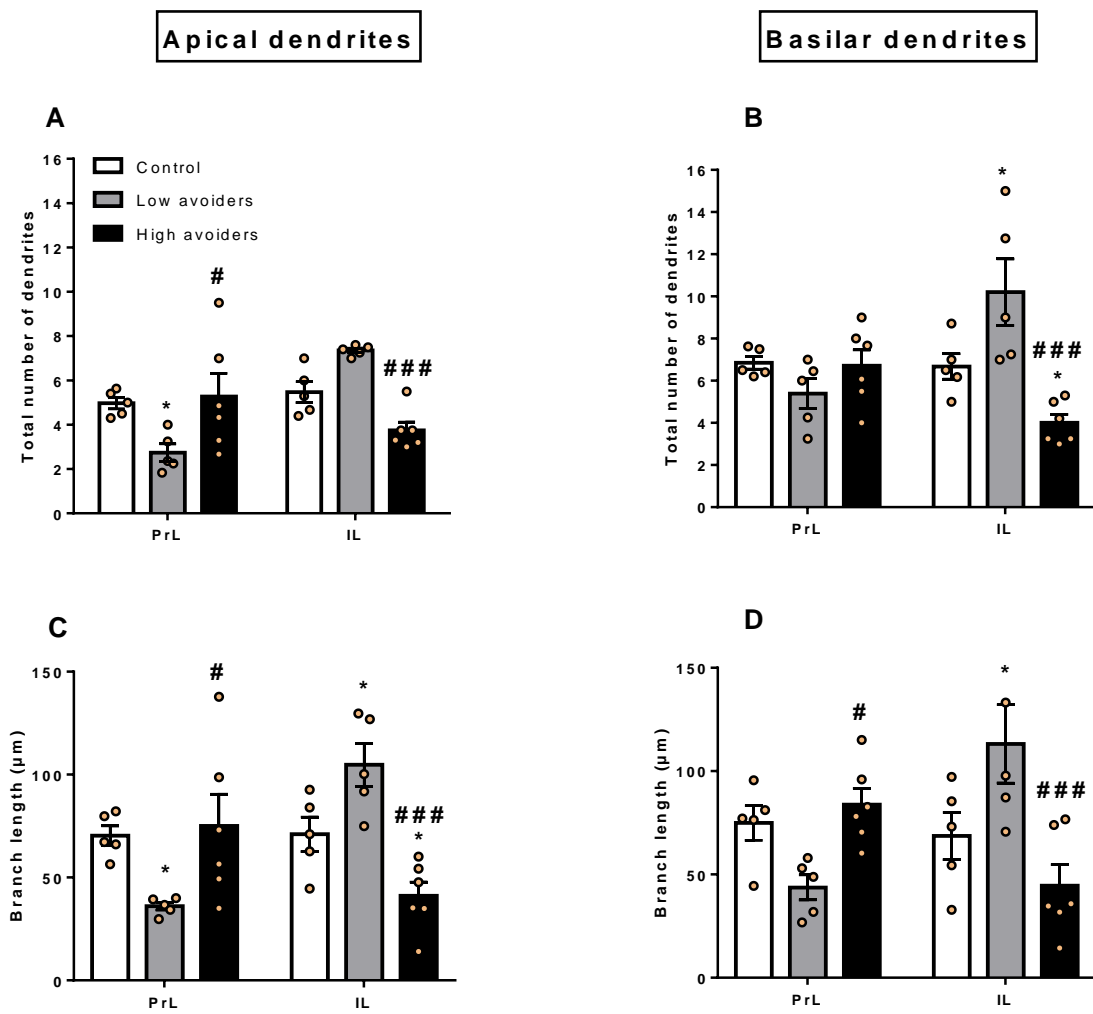 Apical dendrites
Basilar dendrites
A
Total number of dendrites
16
14
12
10
8
6
4
2
0
Control
Low avoiders
High avoiders
*
#
###
PrL
IL
B
Total number of dendrites
16
14
12
10
8
6
4
2
0
*
###
*
PrL
IL
C
Branch length (µm)
150
100
50
0
*
#
*
###
*
PrL
IL
D
Branch length (µm)
150
100
50
0
#
*
###
PrL
IL